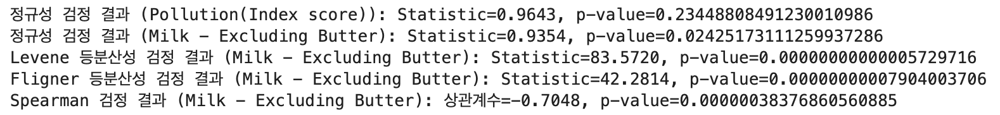 정규성 검정 결과 (Pollution(Index score)): Statistic=0.9643, p-value=0.23448808491230010986
정규성 검정 결과 (Milk - Excluding Butter): Statistic=0.9354, p-value=0.02425173111259937286
Levene 등분산성 검정 결과 (Milk - Excluding Butter): Statistic=83.5720, p-value=0.00000000000005729716
Fligner 등분산성 검정 결과 (Milk - Excluding Butter): Statistic=42.2814, p-value=0.00000000007904003706
Spearman 검정 결과 (Milk - Excluding Butter): 상관계수=-0.7048, p-value=0.00000038376860560885